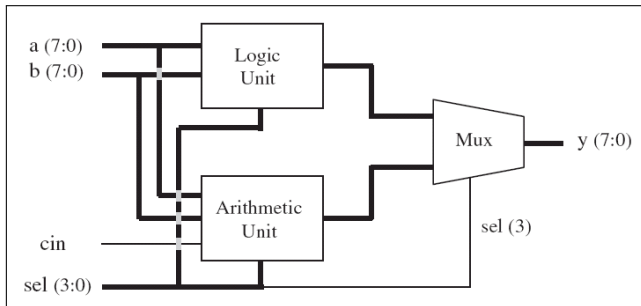 a (7:0)
b (7:0)
Logic
Unit
Mux
y (7:0)
Arithmetic
Unit
sel (3)
cin
sel (3:0)